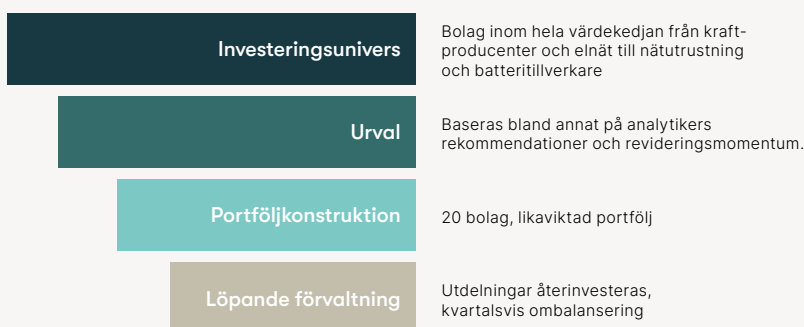 Investeringsunivers
Bolag inom hela värdekedjan från kraft-
producenter och elnät till nätutrustning
och batteritillverkare
Urval
Baseras bland annat på analytikers
rekommendationer och revideringsmomentum.
Portföljkonstruktion
20 bolag, likaviktad portfölj
Löpande förvaltning
Utdelningar återinvesteras,
kvartalsvis ombalansering